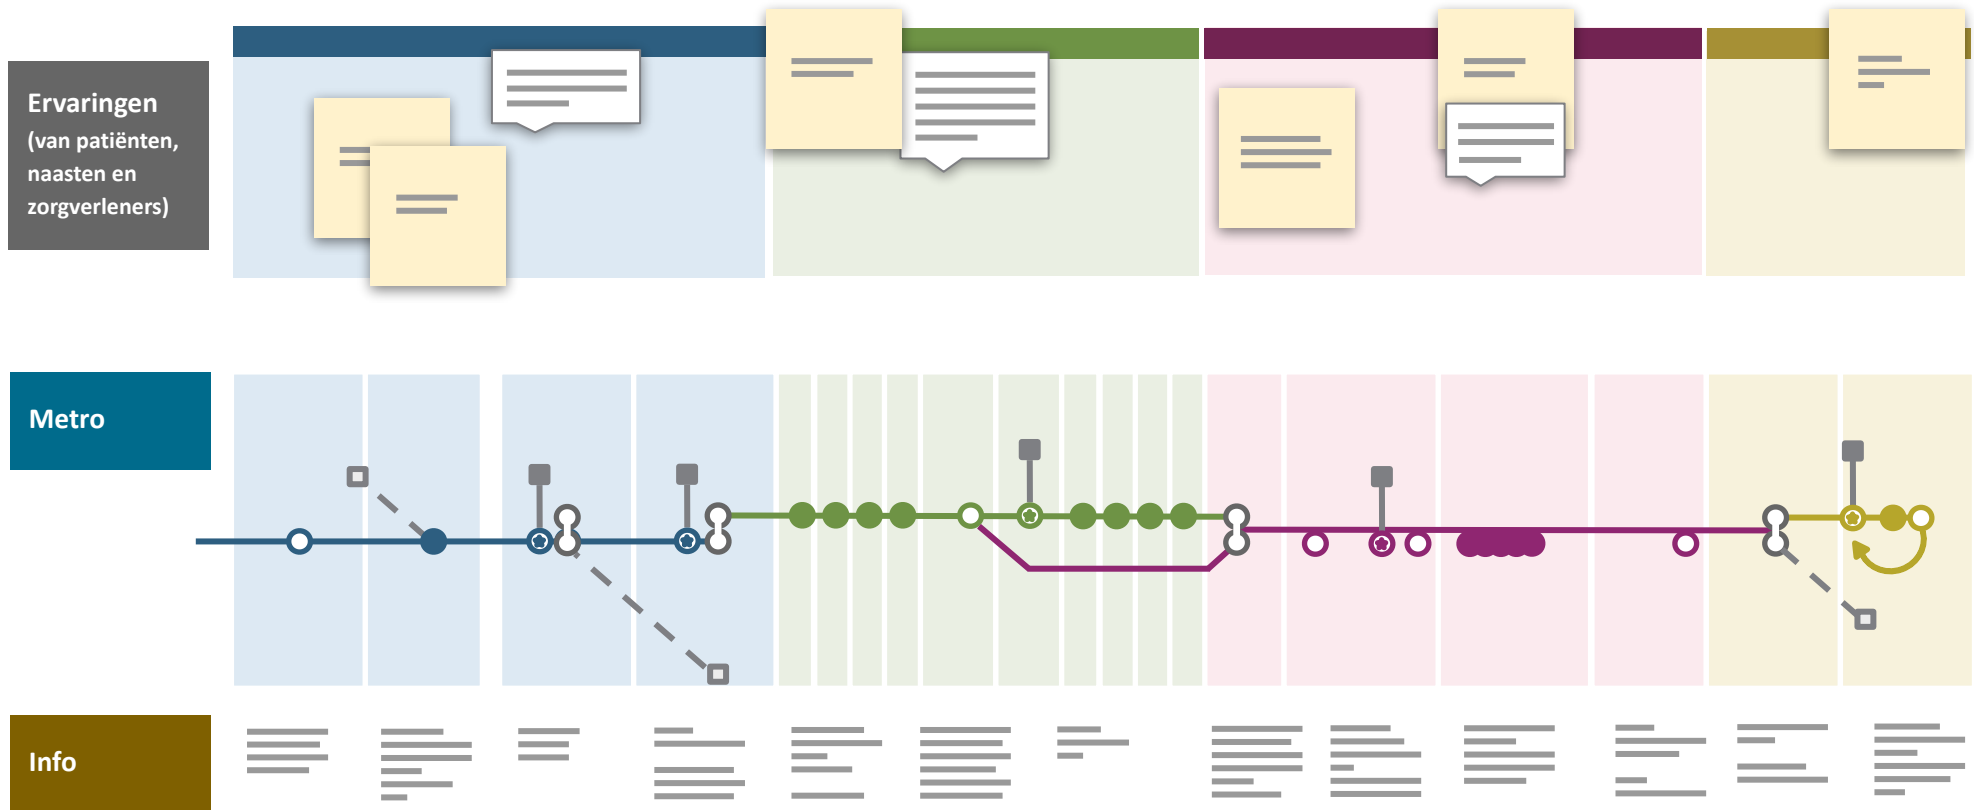 Ervaringen
(van patiënten,
naasten en
zorgverleners)
Metro
Info